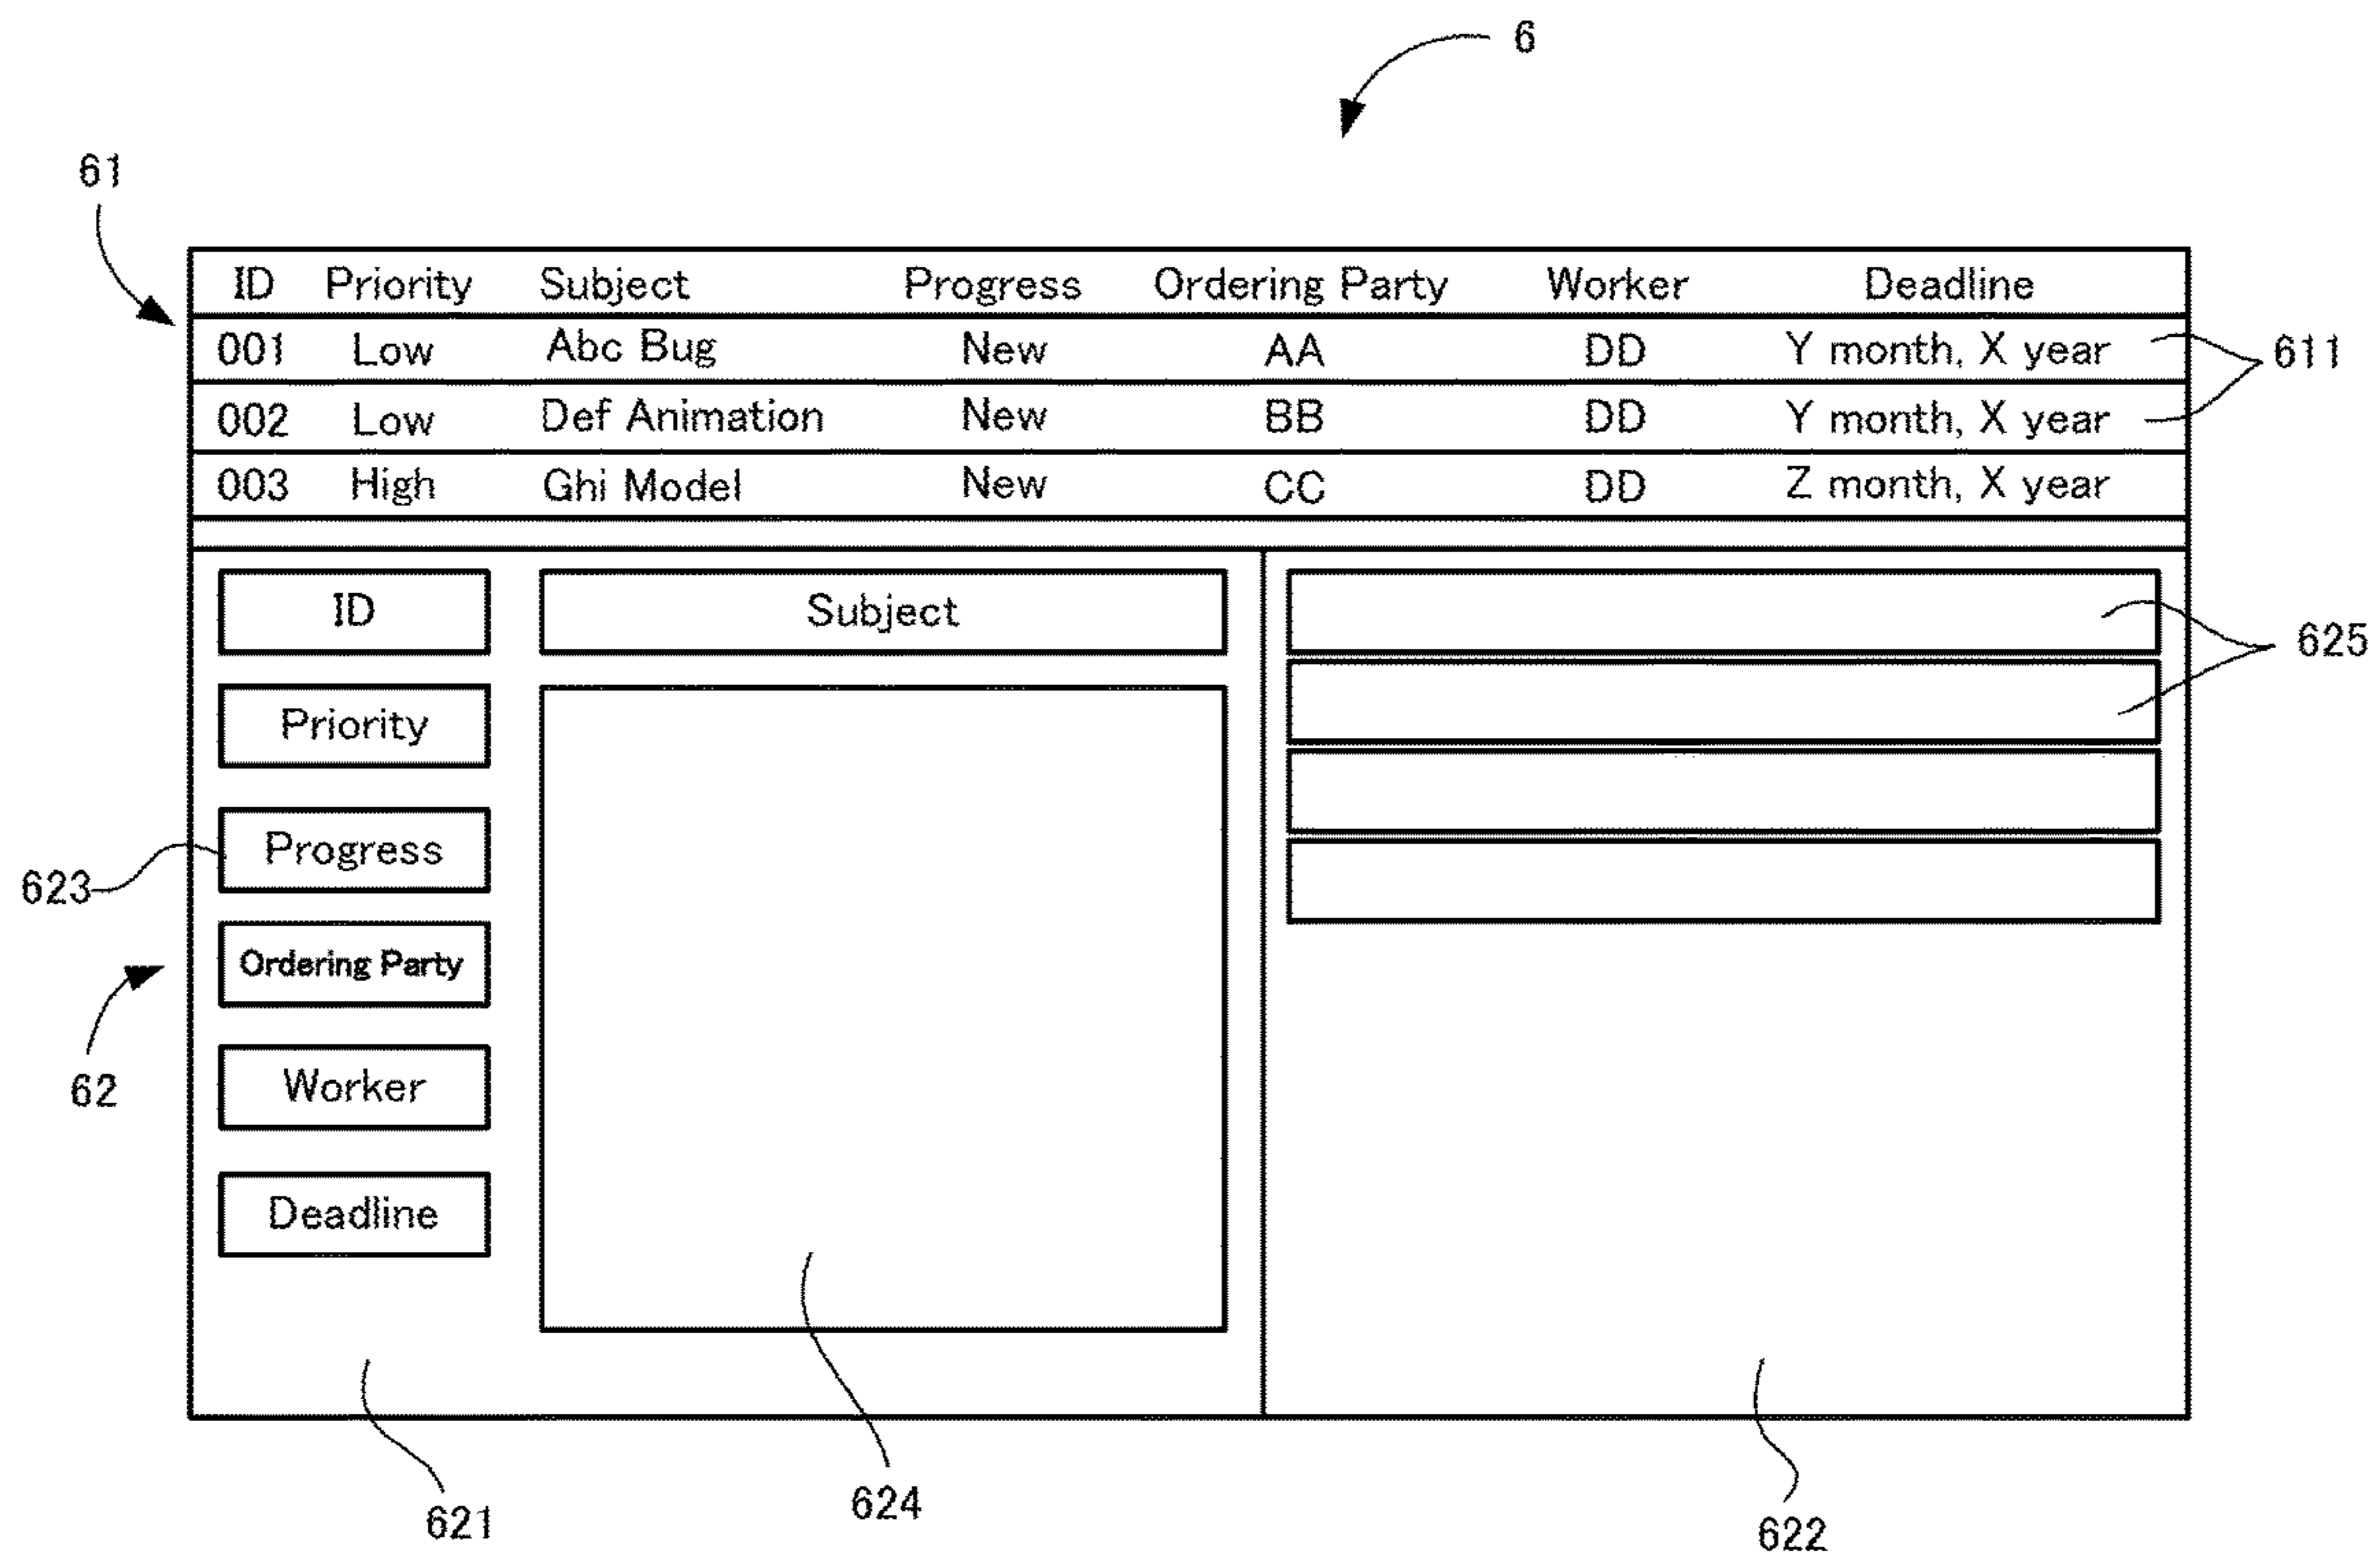 6
61
ID Priority Subject Progress Ordering Party Worker Deadline
001 Low Abc Bug New AA DD Y month, X year
611
002 Low Def Animation New BB DD Y month, X year
003 High Ghi Model New CC DD Z month, X year
ID Subject
625
Priority
Progress
623
Ordering Party
Worker
62
Deadline
624
621
622